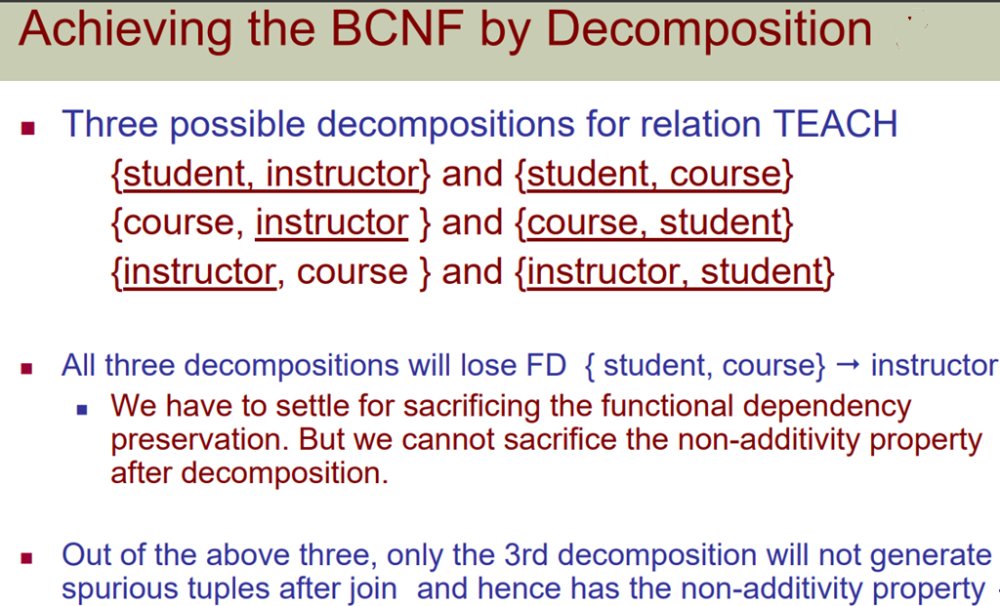 Achieving the BCNF by Decomposition
Three possible decompositions for relation TEACH
{student, instructor} and {student, course}
{course, instructor } and {course, student}
{instructor, course } and {instructor, student}
All three decompositions will lose FD { student, course} → instructor
We have to settle for sacrificing the functional dependency
preservation. But we cannot sacrifice the non-additivity property
after decomposition.
Out of the above three, only the 3rd decomposition will not generate
spurious tuples after join and hence has the non-additivity property